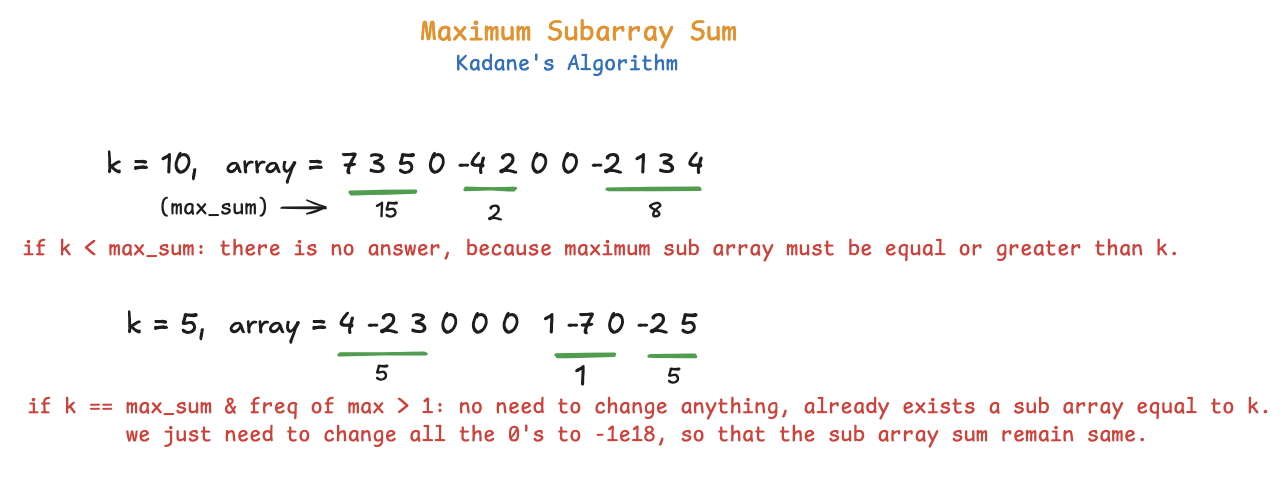 Maximum Subarray Sum
Kadane's Algorithm
k = 10, array = 7 3 5 0 -4 2 0 0 -2 1 3 4
(max_sum) → 15 2 8
if k < max_sum: there is no answer, because maximum sub array must be equal or greater than k.
k = 5, array = 4 -2 3 0 0 0 1 -7 0 -2 5
5 1 5
if k == max_sum & freq of max > 1: no need to change anything, already exists a sub array equal to k.
we just need to change all the 0's to -1e18, so that the sub array sum remain same.